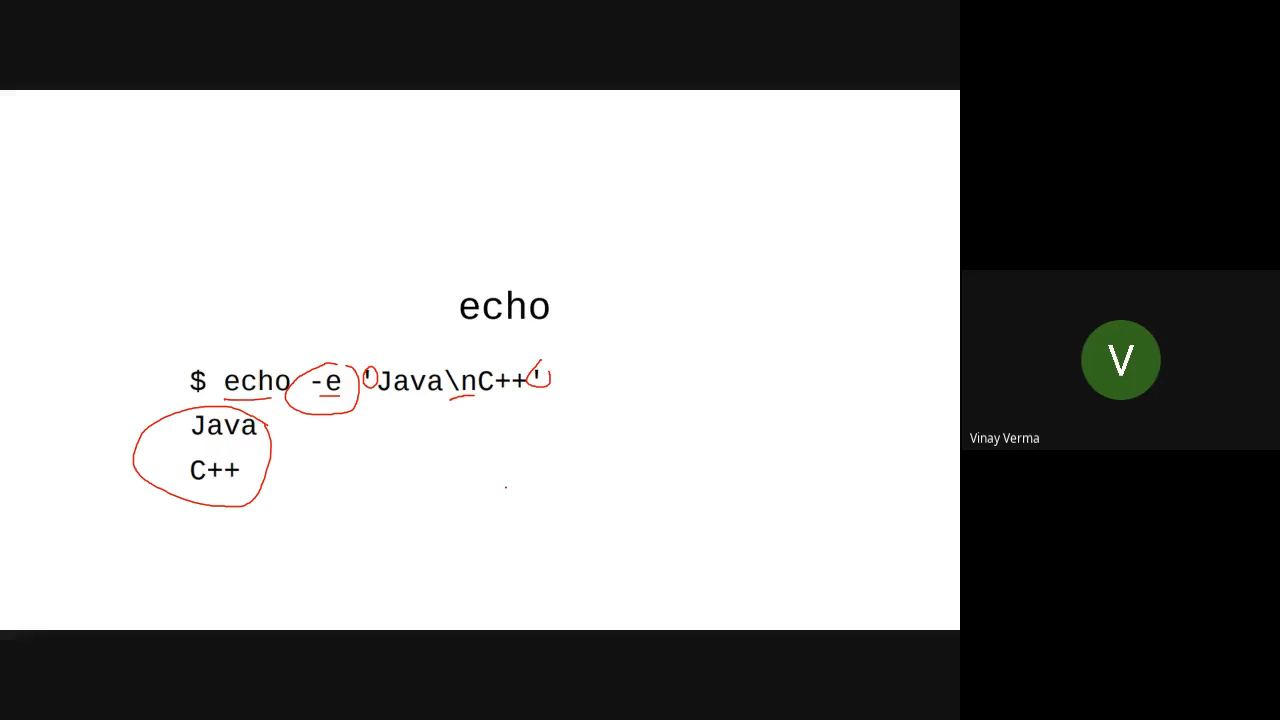 echo
$ echo -e 'Java\nC++'
Java
C++
V
Vinay Verma